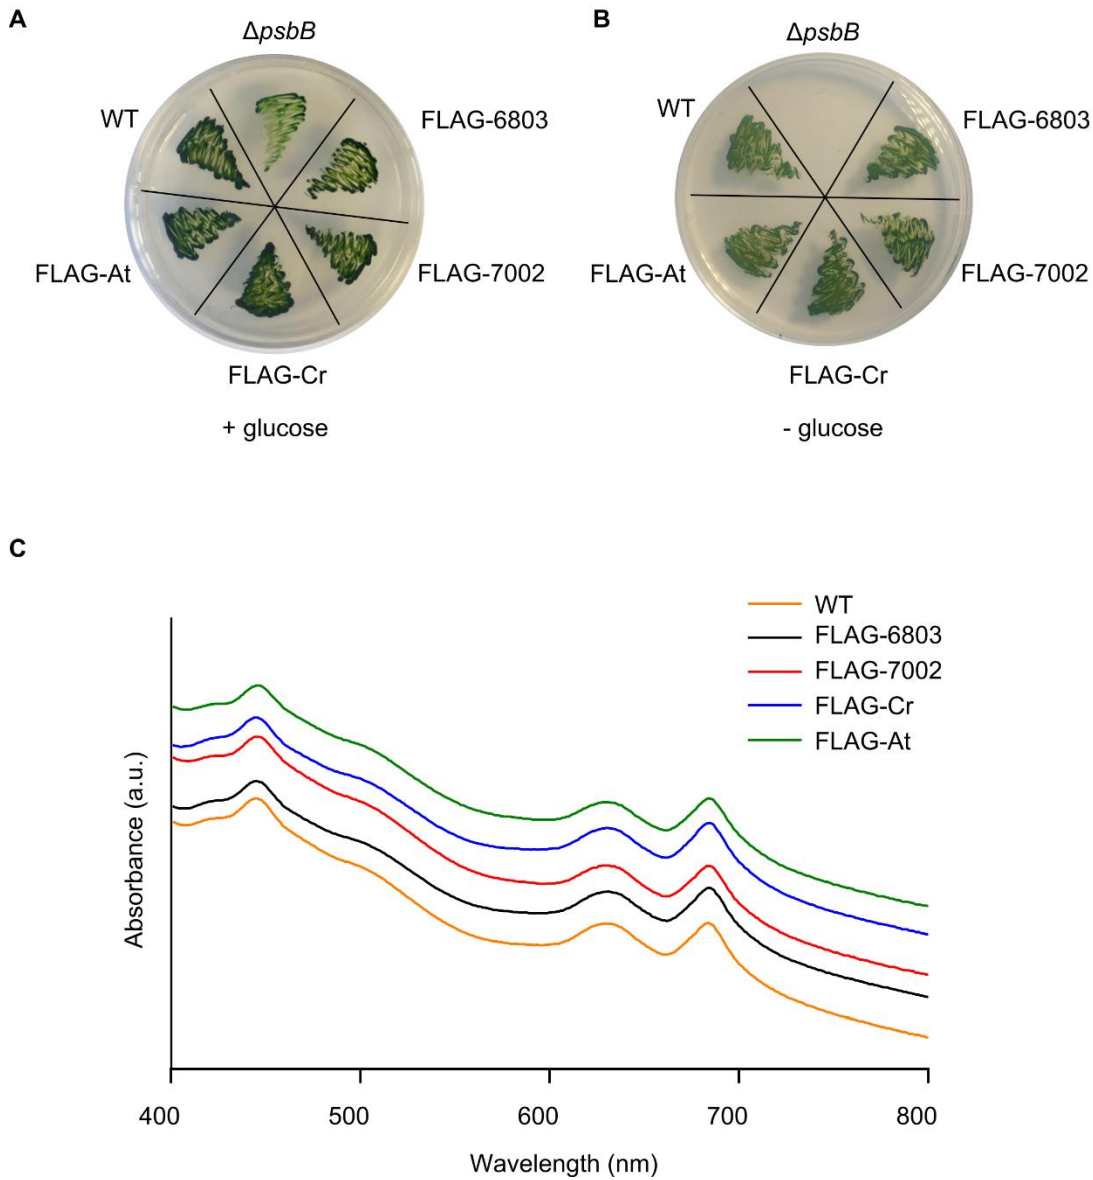 A
ΔpsbB
WT
FLAG-6803
FLAG-At
FLAG-7002
FLAG-Cr
+ glucose
B
ΔpsbB
WT
FLAG-6803
FLAG-At
FLAG-7002
FLAG-Cr
- glucose
C
WT
FLAG-6803
FLAG-7002
FLAG-Cr
FLAG-At
Absorbance (a.u.)
400 500 600 700 800
Wavelength (nm)